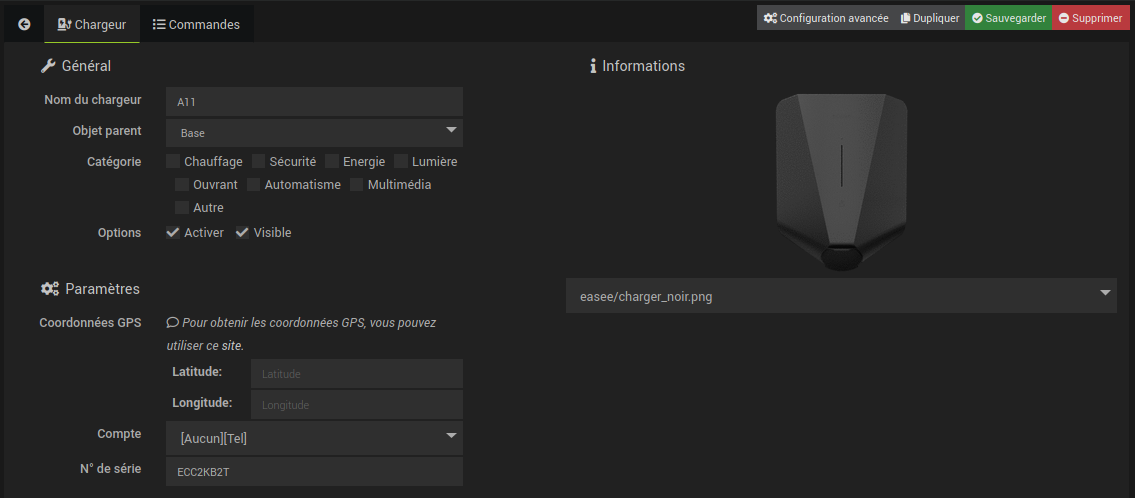 Chargeur
Commandes
Configuration avancée
Dupliquer
Sauvegarder
Supprimer
Général
Nom du chargeur
A11
Objet parent
Base
Catégorie
Chauffage Sécurité Energie Lumière
Ouvrant Automatisme Multimédia
Autre
Options
Activer Visible
Paramètres
Coordonnées GPS
Pour obtenir les coordonnées GPS, vous pouvez
utiliser ce site.
Latitude:
Latitude
Longitude:
Longitude
Compte
[Aucun][Tel]
N° de série
ECC2KB2T
Informations
easee/charger_noir.png